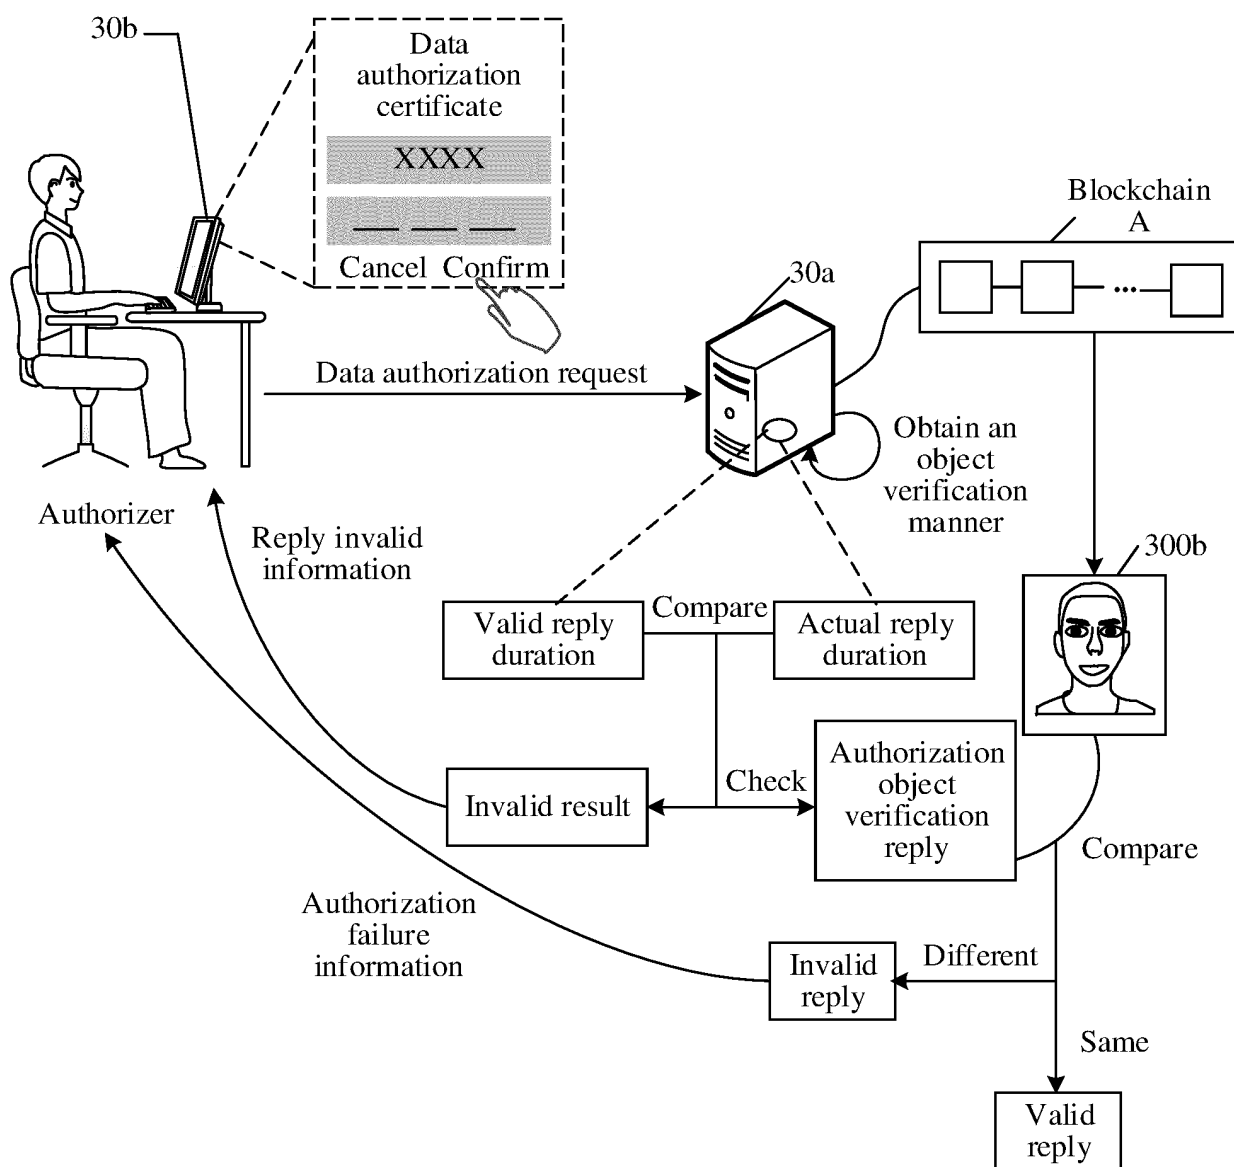 30b
Data
authorization
certificate
XXXX
Cancel Confirm
Blockchain
A
30a
Data authorization request
Obtain an
object
verification
manner
Authorizer
Reply invalid
information
300b
Valid reply
duration
Compare
Actual reply
duration
Invalid result
Check
Authorization
object
verification
reply
Compare
Authorization
failure
information
Invalid
reply
Different
Same
Valid
reply